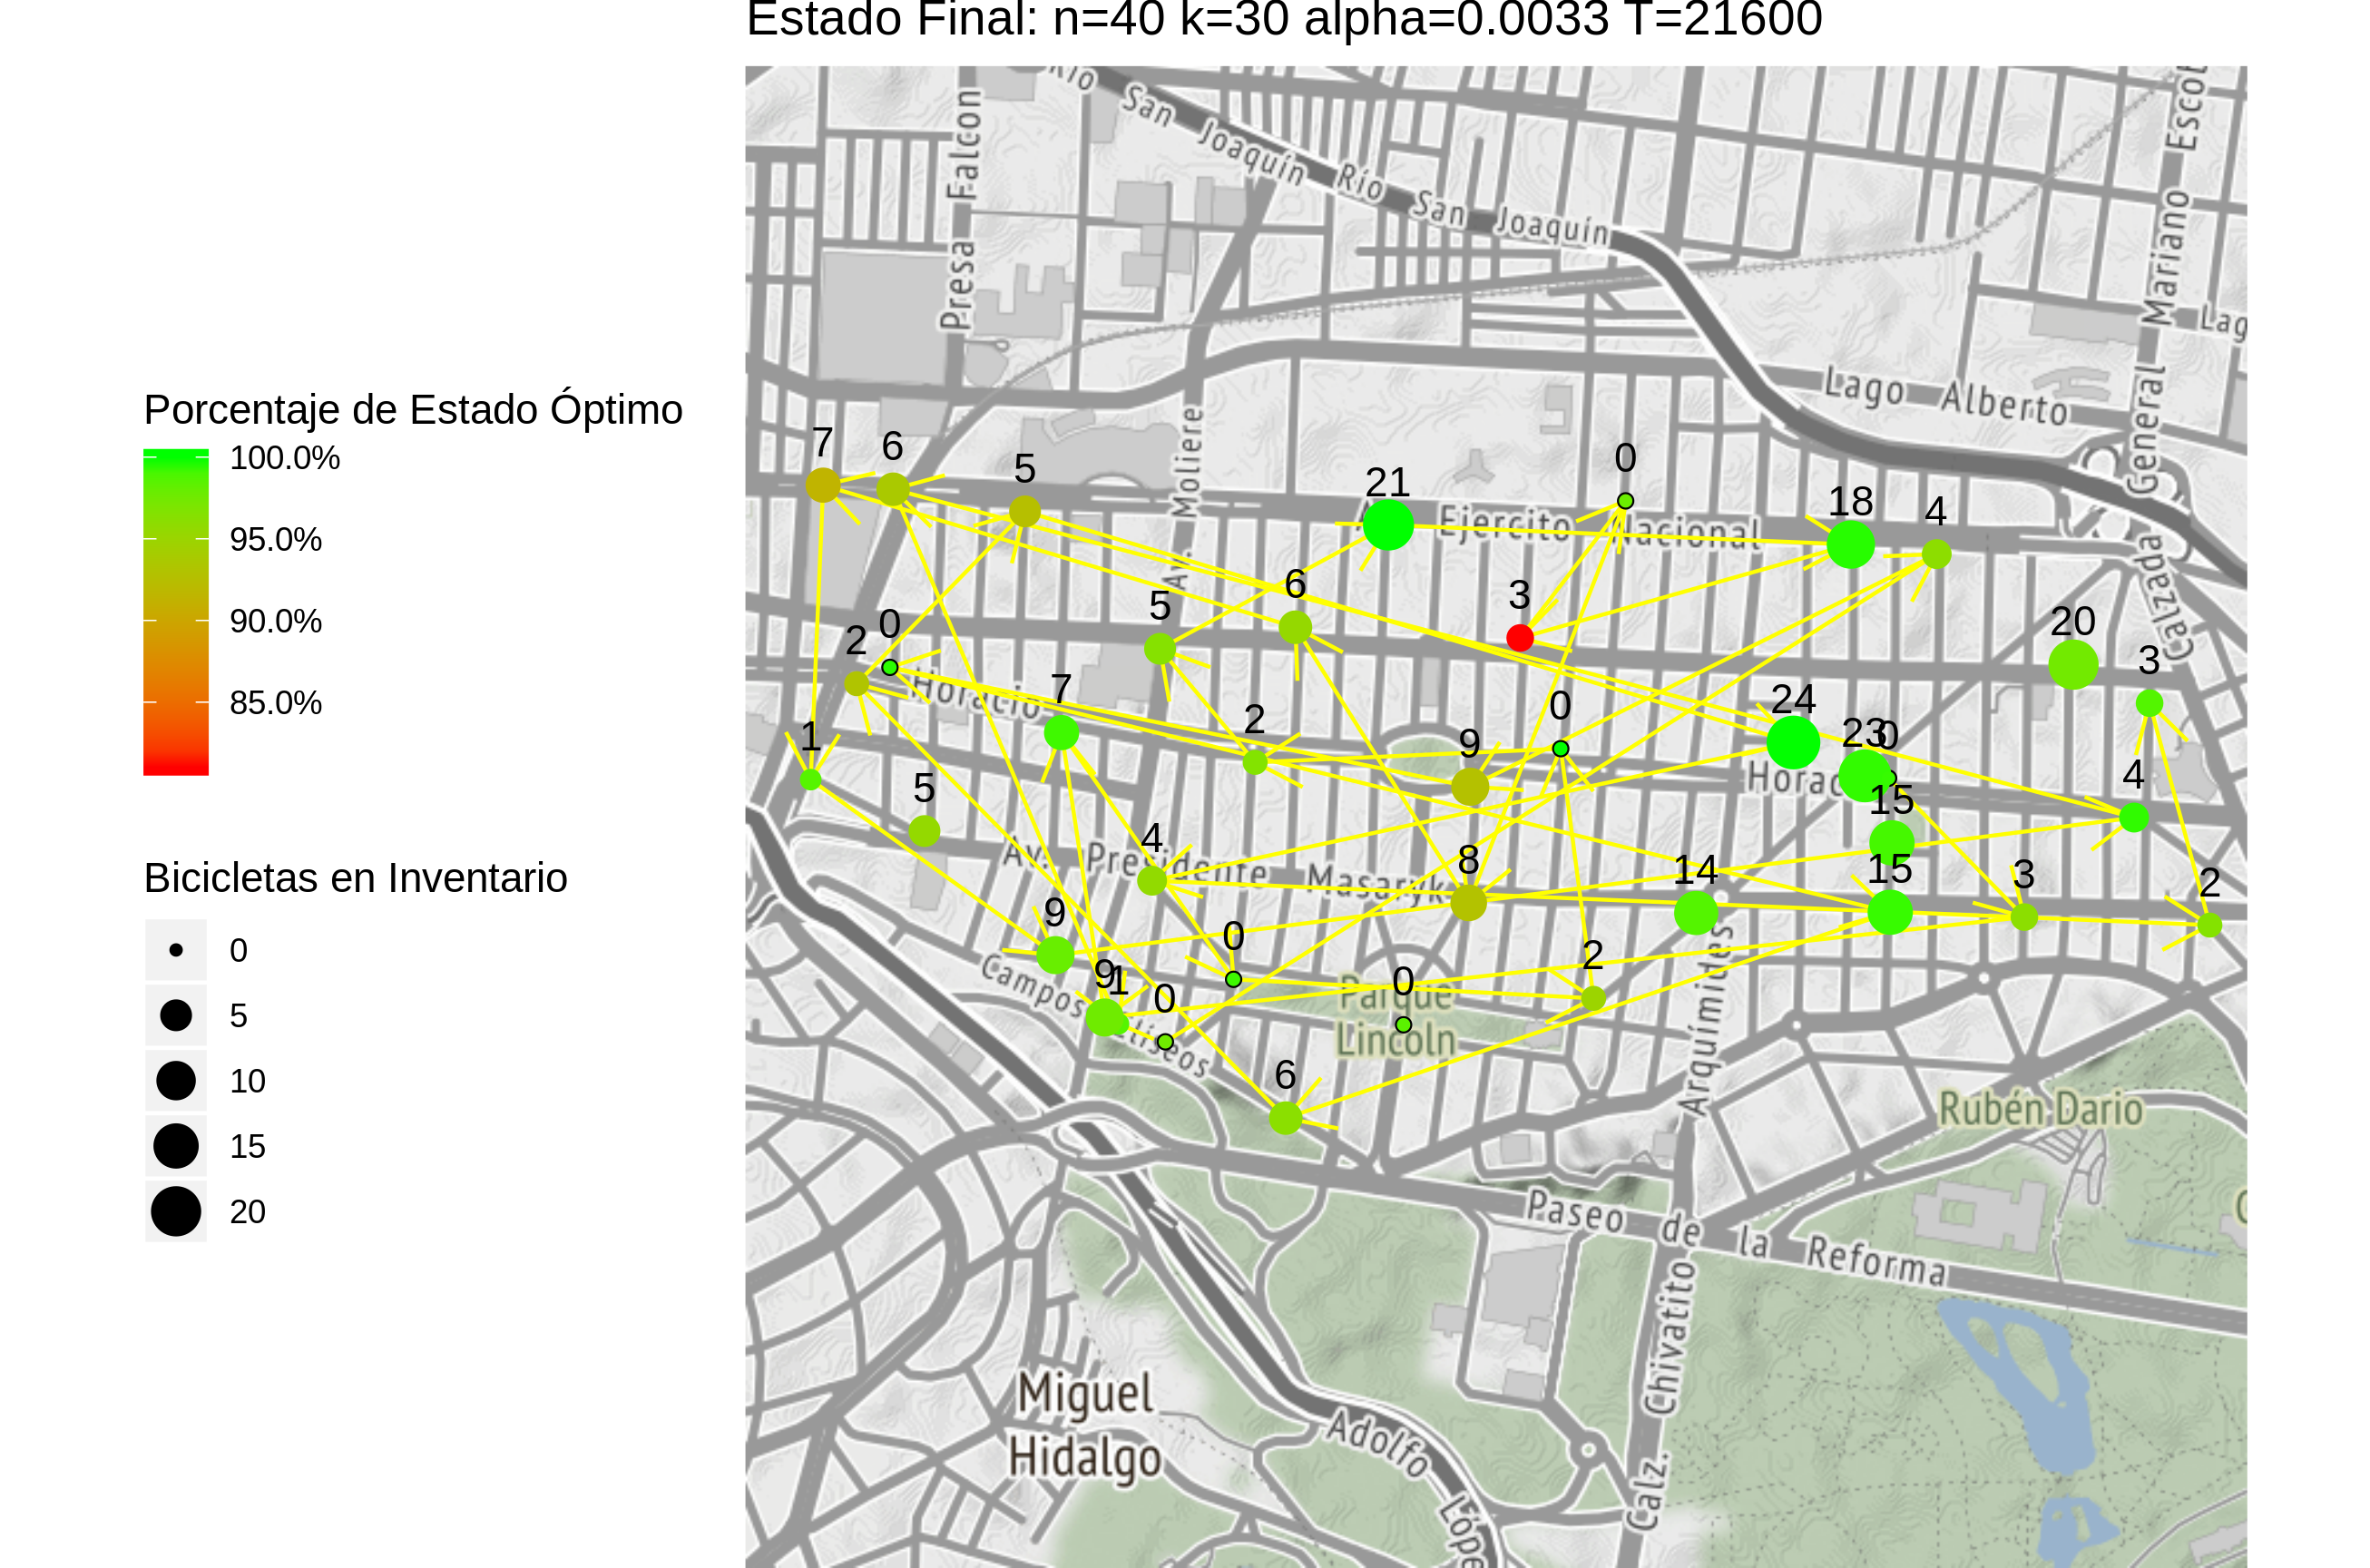 Estado Final: n=40 k=30 alpha=0.0033 T=21600
Porcentaje de Estado Óptimo
100.0%
95.0%
90.0%
85.0%
Bicicletas en Inventario
0
5
10
15
20
Río San Joaquín
Río San Joaquín
Presa Falcon
General Mariano Escob
Lag
Lago Alberto
Av. Moliere
Ejercito Nacional
Calzada
7
6
5
21
0
18
4
6
5
3
20
2
0
3
7
Horacio
2
0
24
23
0
9
1
Horac
4
5
15
4
Av. Presidente Masaryk
8
14
15
3
2
9
0
2
9
1
0
0
Campos Elíseos
Parque
Lincoln
Arquímides
6
Rubén Dario
Paseo de la Reforma
Calz. Chivatito
Miguel
Hidalgo
Adolfo Lópe